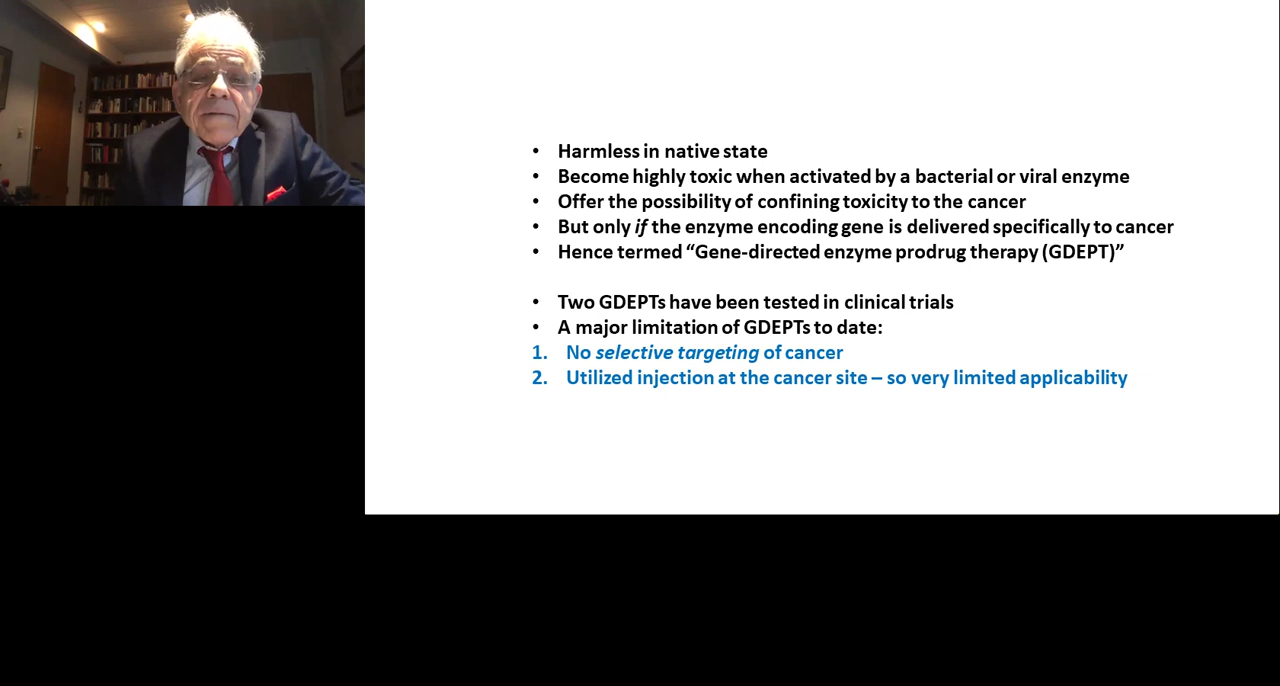 • Harmless in native state
• Become highly toxic when activated by a bacterial or viral enzyme
• Offer the possibility of confining toxicity to the cancer
• But only if the enzyme encoding gene is delivered specifically to cancer
• Hence termed “Gene-directed enzyme prodrug therapy (GDEPT)”
• Two GDEPTs have been tested in clinical trials
• A major limitation of GDEPTs to date:
1. No selective targeting of cancer
2. Utilized injection at the cancer site – so very limited applicability